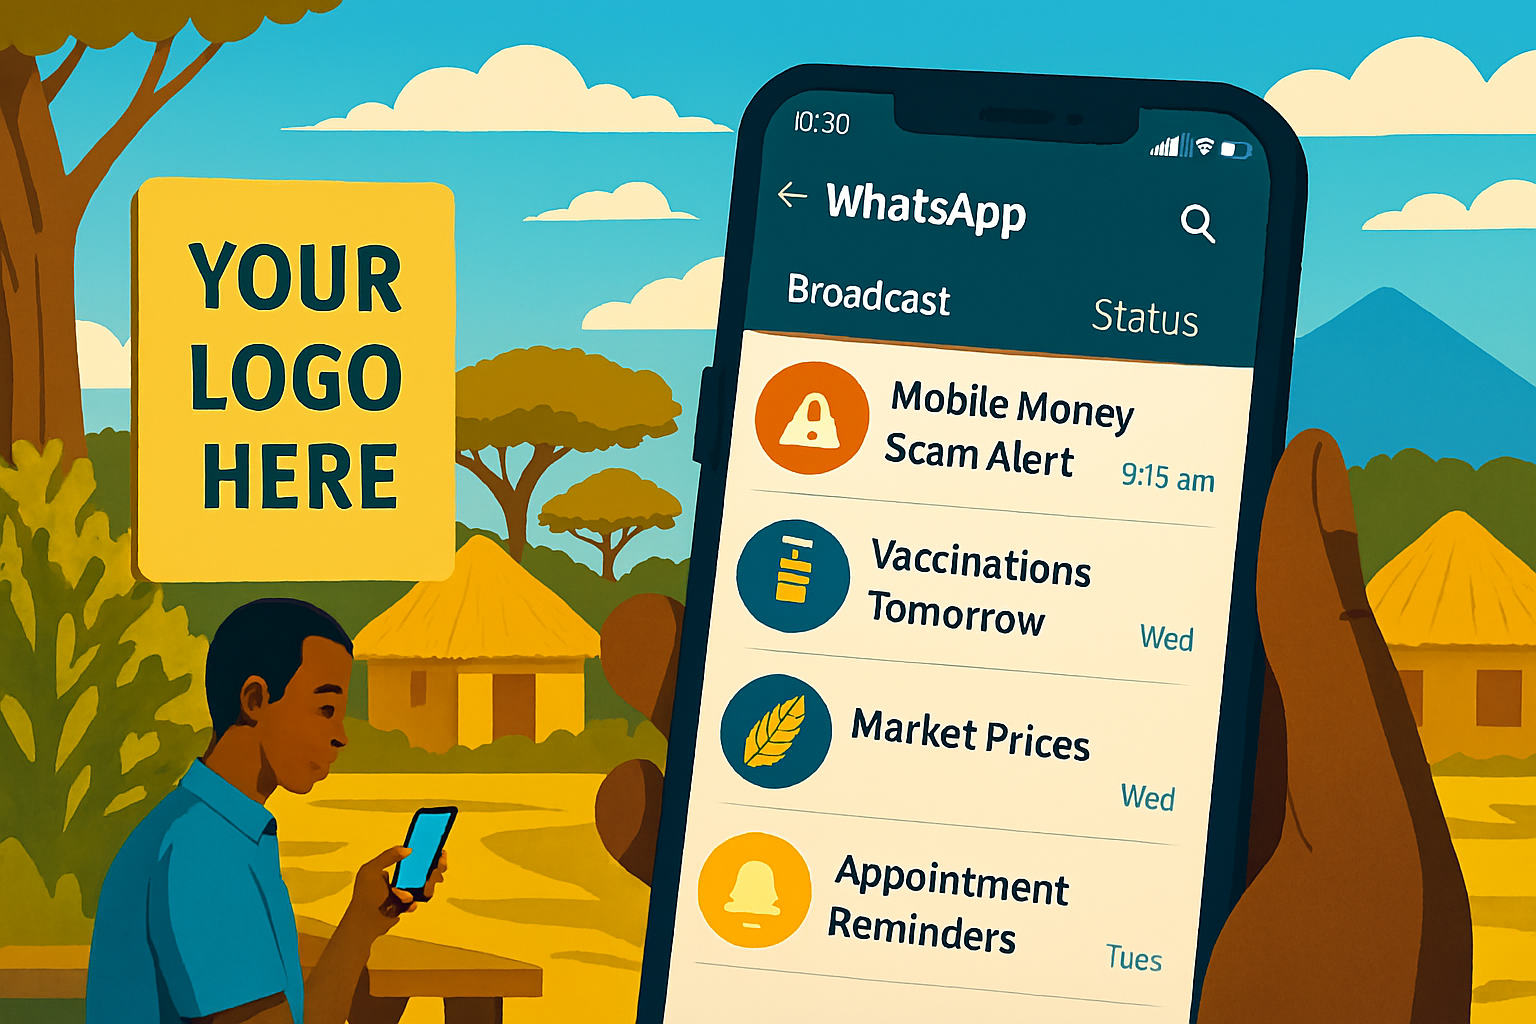 YOUR
LOGO
HERE
10:30
WhatsApp
Broadcast Status
Mobile Money
Scam Alert 9:15 am
Vaccinations
Tomorrow Wed
Market Prices
Wed
Appointment
Reminders Tues